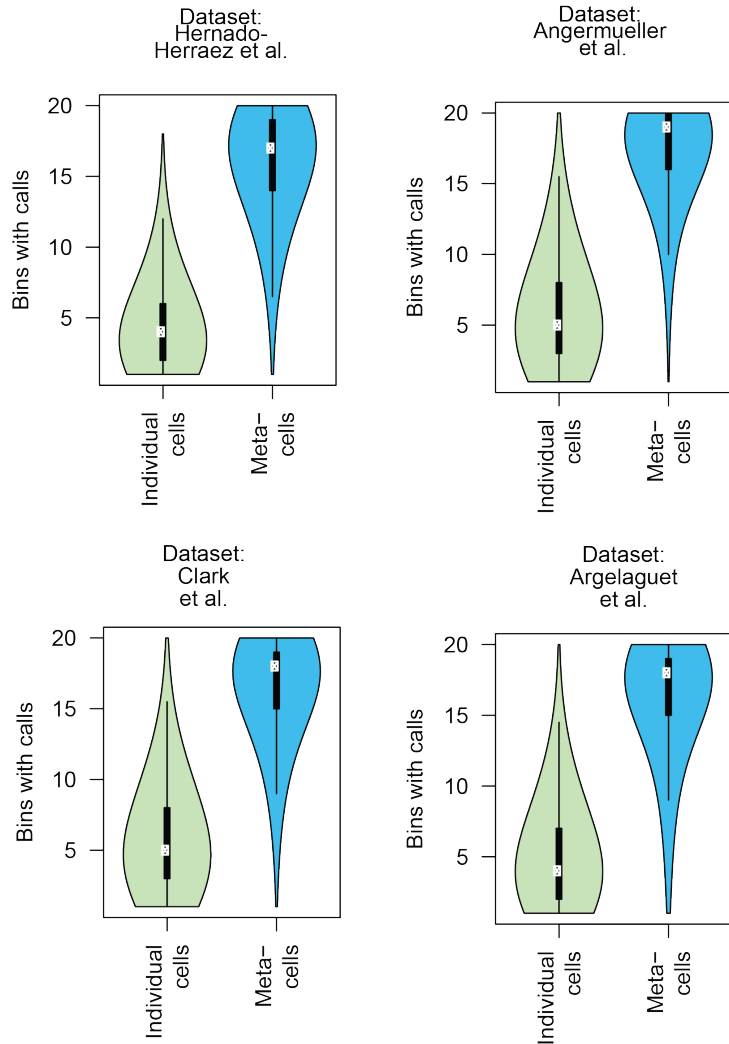 Dataset:
Hernado-
Herraez et al.
20
15
10
5
Bins with calls
Individual
cells
Meta-
cells
Dataset:
Angermueller
et al.
20
15
10
5
Bins with calls
Individual
cells
Meta-
cells
Dataset:
Clark
et al.
20
15
10
5
Bins with calls
Individual
cells
Meta-
cells
Dataset:
Argelaguet
et al.
20
15
10
5
Bins with calls
Individual
cells
Meta-
cells